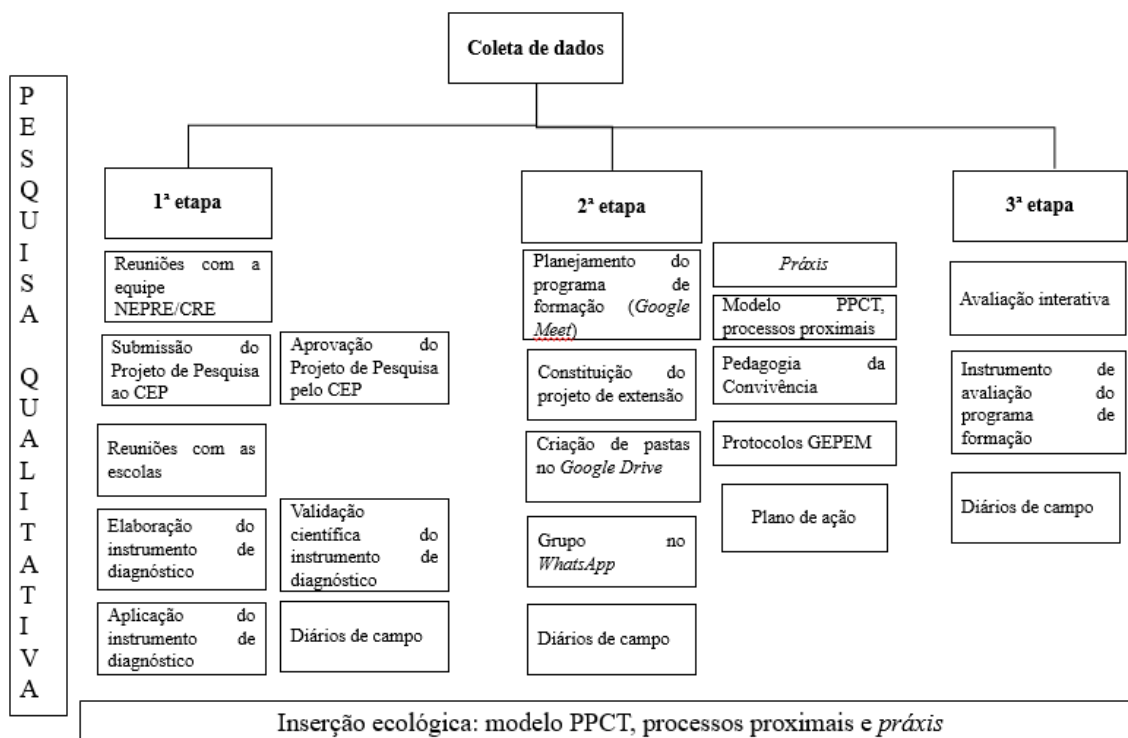 Coleta de dados
PESQUISA QUALITATIVA
1ª etapa
Reuniões com a
equipe
NEPRE/CRE
Submissão do
Projeto de Pesquisa
ao CEP
Aprovação do
Projeto de Pesquisa
pelo CEP
Reuniões com as
escolas
Elaboração do
instrumento de
diagnóstico
Validação
científica do
instrumento de
diagnóstico
Aplicação do
instrumento de
diagnóstico
Diários de campo
2ª etapa
Planejamento do
programa de
formação (Google
Meet)
Práxis
Modelo PPCT,
processos proximais
Constituição do
projeto de extensão
Pedagogia da
Convivência
Criação de pastas
no Google Drive
Protocolos GEPEM
Grupo no
WhatsApp
Plano de ação
Diários de campo
3ª etapa
Avaliação interativa
Instrumento de
avaliação do
programa de
formação
Diários de campo
Inserção ecológica: modelo PPCT, processos proximais e práxis